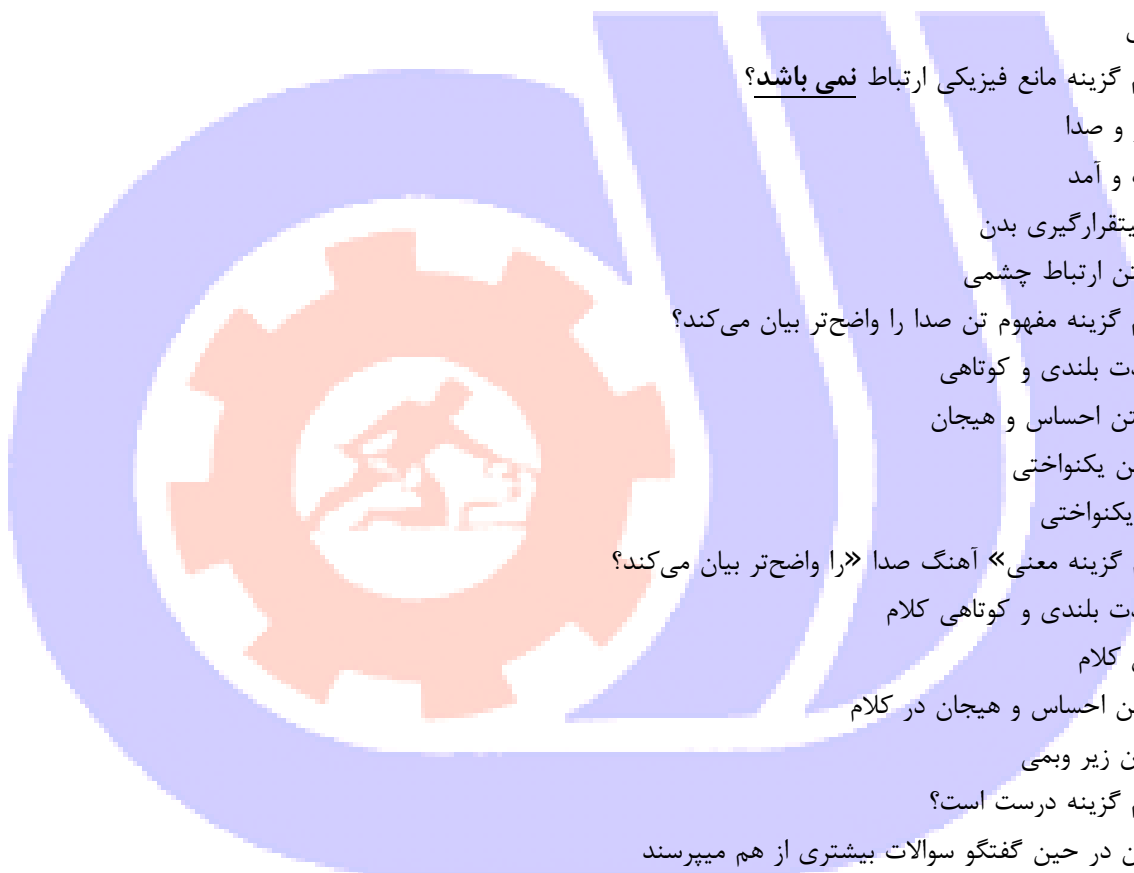 گزینه مانع فیزیکی ارتباط نمی باشد؟
و صدا
و آمد
یتقرارگیری بدن
تن ارتباط چشمی
گزینه مفهوم تن صدا را واضح‌تر بیان می‌کند؟
دت بلندی و کوتاهی
تن احساس و هیجان
ن یکنواختی
یکنواختی
گزینه معنی» آهنگ صدا «را واضح‌تر بیان می‌کند؟
دت بلندی و کوتاهی کلام
کلام
ن احساس و هیجان در کلام
ن زیر وبمی
گزینه درست است؟
ن در حین گفتگو سوالات بیشتری از هم میپرسند